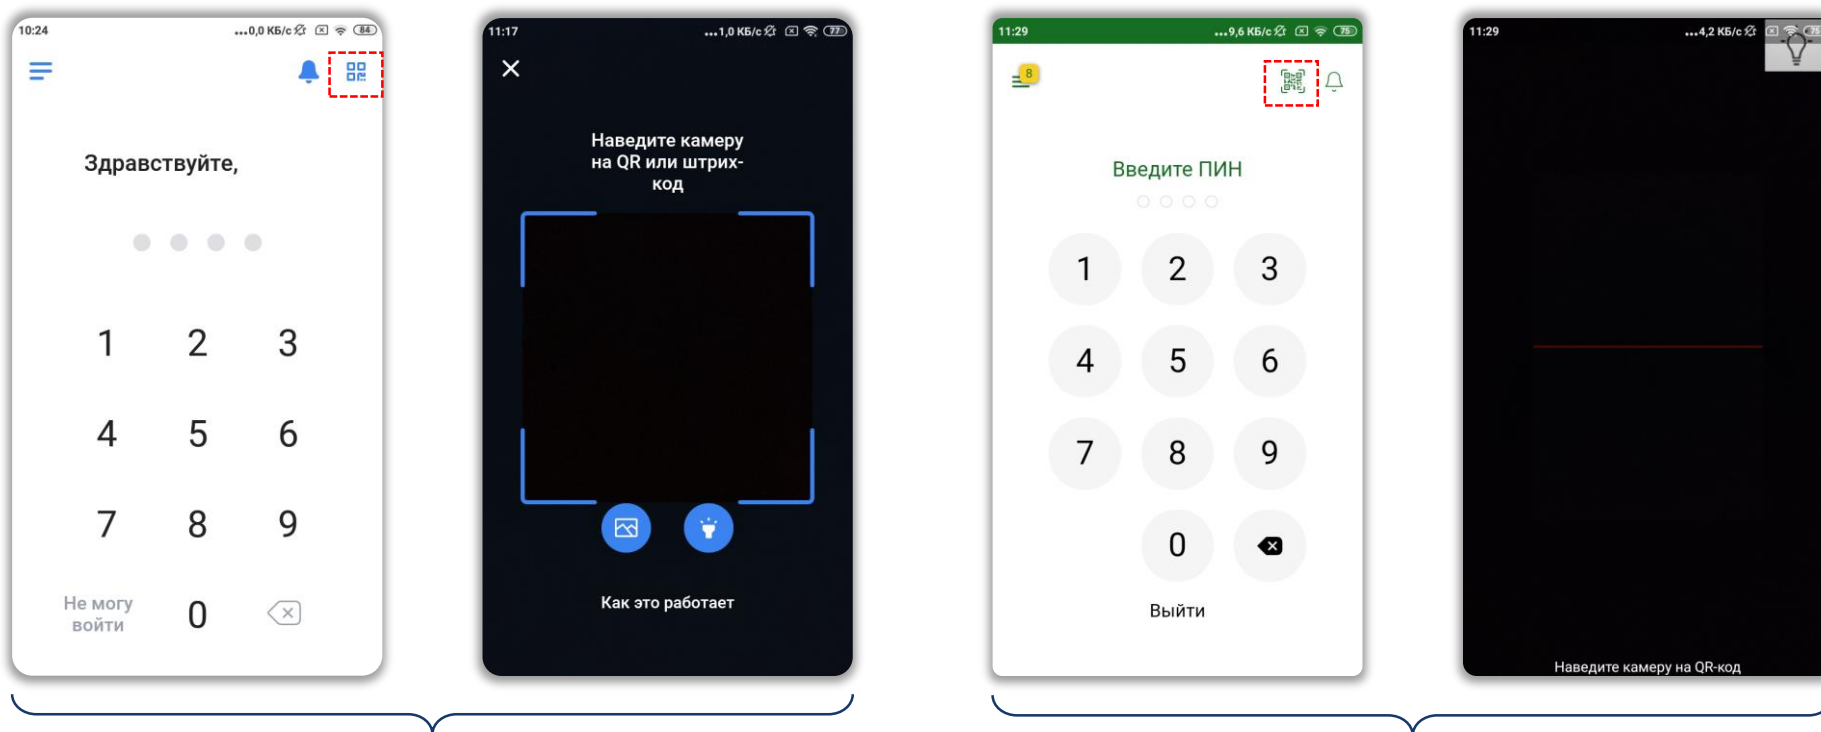 10:24
...0,0 КБ/с 84
Здравствуйте,
1 2 3
4 5 6
7 8 9
Не могу
войти
0
11:17
...1,0 КБ/с 77
Наведите камеру
на QR или штрих-
код
Как это работает
11:29
...9,6 КБ/с 75
8
Введите ПИН
1 2 3
4 5 6
7 8 9
0
Выйти
11:29
...4,2 КБ/с 75
Наведите камеру на QR-код